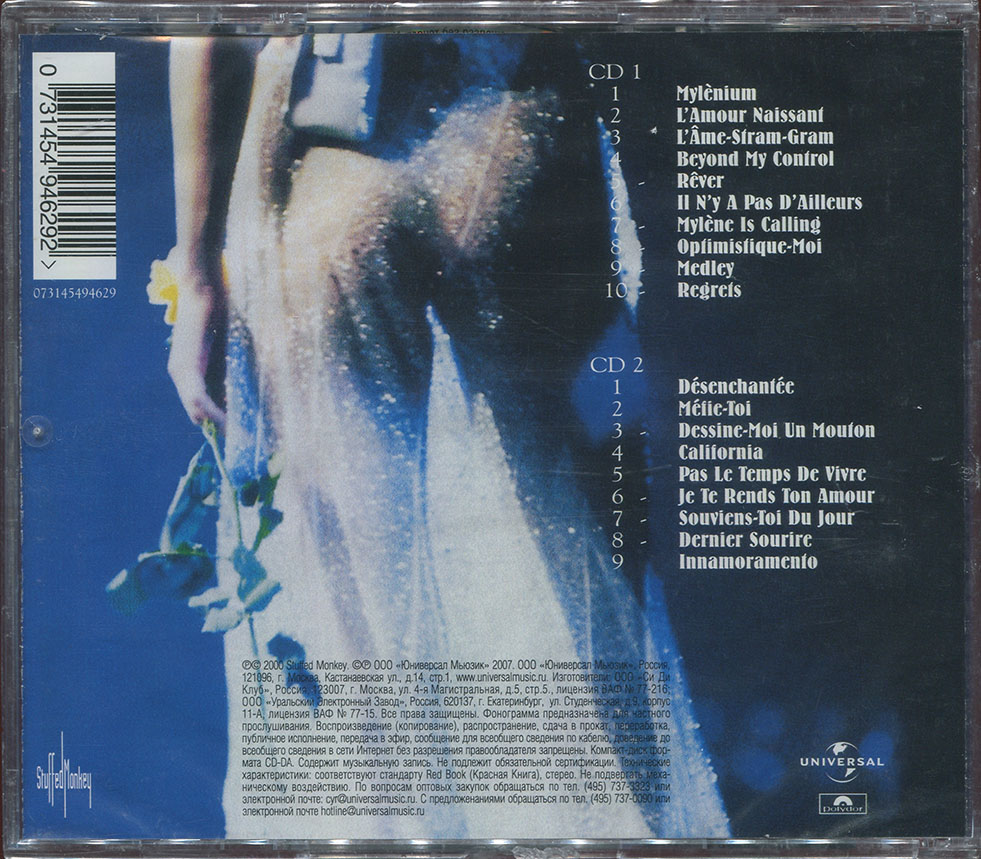 CD 1
1 Mylènium
2 L'Amour Naissant
3 L'Âme-Stram-Gram
4 Beyond My Control
5 - Rêver
6 Il N'y A Pas D'Ailleurs
7 - Mylène Is Calling
8 - Optimistique-Moi
9 - Medley
10 - Regrets
0 731454 946292 >
073145494629
CD 2
1 Désenchantée
2 Méfie-Toi
3 - Dessine-Moi Un Mouton
4 California
5 Pas Le Temps De Vivre
6 - Je Te Rends Ton Amour
7 - Souviens-Toi Du Jour
8 - Dernier Sourire
9 Innamoramento
℗© 2000 Stuffed Monkey. ©℗ ООО «Юниверсал Мьюзик» 2007. ООО «Юниверсал Мьюзик», Россия,
121096, г. Москва, Кастанаевская ул., д.14, стр.1, www.universalmusic.ru. Изготовители: ООО «Си Ди
Клуб», Россия, 123007, г. Москва, ул. 4-я Магистральная, д.5, стр.5., лицензия ВАФ № 77-216;
ООО «Уральский Электронный Завод», Россия, 620137, г. Екатеринбург, ул. Студенческая, д.9, корпус
11-А, лицензия ВАФ № 77-15. Все права защищены. Фонограмма предназначена для частного
прослушивания. Воспроизведение (копирование), распространение, сдача в прокат, переработка,
публичное исполнение, передача в эфир, сообщение для всеобщего сведения по кабелю, доведение до
всеобщего сведения в сети Интернет без разрешения правообладателя запрещены. Компакт-диск фор-
мата CD-DA. Содержит музыкальную запись. Не подлежит обязательной сертификации. Технические
характеристики: соответствуют стандарту Red Book (Красная Книга), стерео. Не подвергать меха-
ническому воздействию. По вопросам оптовых закупок обращаться по тел. (495) 737-3323 или
электронной почте: cyr@universalmusic.ru. С предложенаниями обращаться по тел. (495) 737-0090 или
электронной почте hotline@universalmusic.ru
StuffedMonkey
UNIVERSAL
Polydor